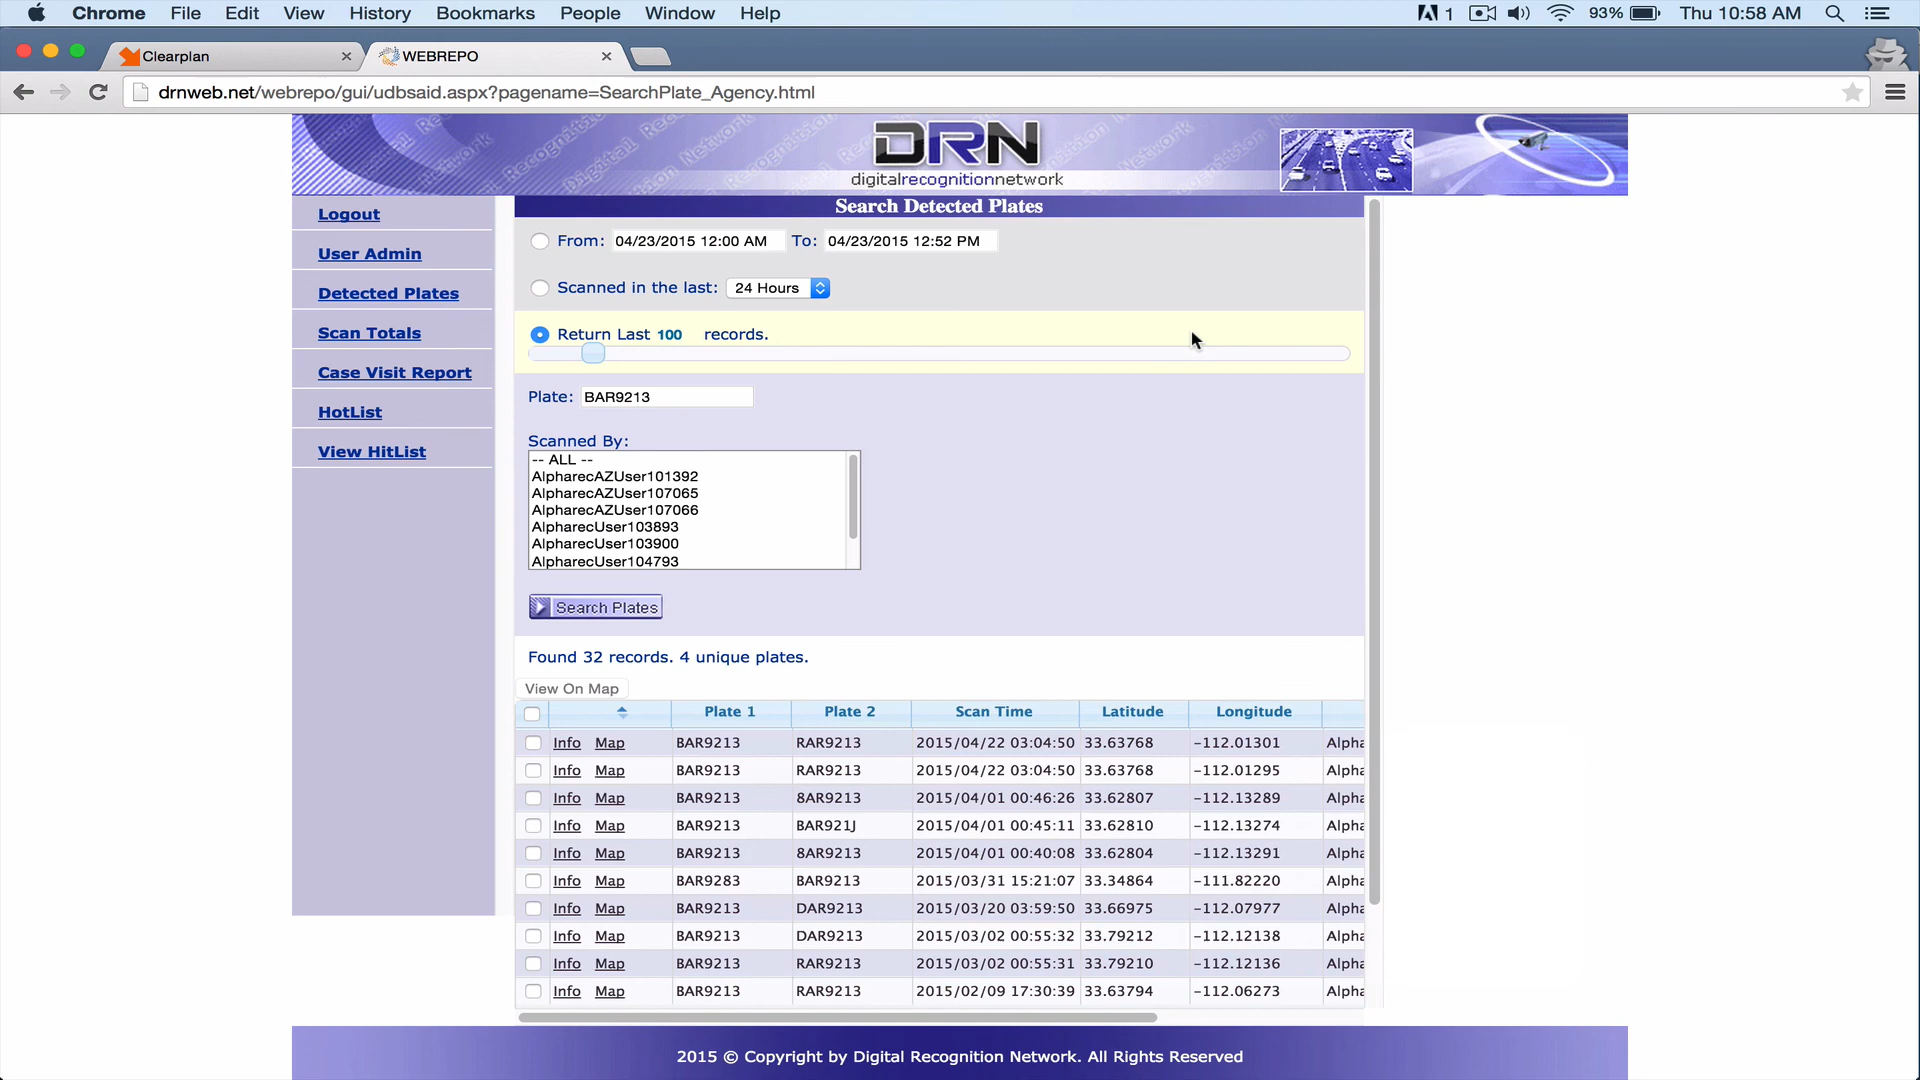 Chrome File Edit View History Bookmarks People Window Help 1 93% Thu 10:58 AM
Clearplan WEBREPO
drnweb.net/webrepo/gui/udbsaid.aspx?pagename=SearchPlate_Agency.html
DRN
digitalrecognitionnetwork
Logout
User Admin
Detected Plates
Scan Totals
Case Visit Report
HotList
View HitList
Search Detected Plates
From: 04/23/2015 12:00 AM To: 04/23/2015 12:52 PM
Scanned in the last: 24 Hours
Return Last 100 records.
Plate: BAR9213
Scanned By:
-- ALL --
AlpharecAZUser101392
AlpharecAZUser107065
AlpharecAZUser107066
AlpharecUser103893
AlpharecUser103900
AlpharecUser104793
Search Plates
Found 32 records. 4 unique plates.
View On Map
Plate 1 Plate 2 Scan Time Latitude Longitude
Info Map BAR9213 RAR9213 2015/04/22 03:04:50 33.63768 -112.01301 Alpha
Info Map BAR9213 RAR9213 2015/04/22 03:04:50 33.63768 -112.01295 Alpha
Info Map BAR9213 8AR9213 2015/04/01 00:46:26 33.62807 -112.13289 Alpha
Info Map BAR9213 BAR921J 2015/04/01 00:45:11 33.62810 -112.13274 Alpha
Info Map BAR9213 8AR9213 2015/04/01 00:40:08 33.62804 -112.13291 Alpha
Info Map BAR9283 BAR9213 2015/03/31 15:21:07 33.34864 -111.82220 Alpha
Info Map BAR9213 DAR9213 2015/03/20 03:59:50 33.66975 -112.07977 Alpha
Info Map BAR9213 DAR9213 2015/03/02 00:55:32 33.79212 -112.12138 Alpha
Info Map BAR9213 RAR9213 2015/03/02 00:55:31 33.79210 -112.12136 Alpha
Info Map BAR9213 RAR9213 2015/02/09 17:30:39 33.63794 -112.06273 Alpha
2015 © Copyright by Digital Recognition Network. All Rights Reserved